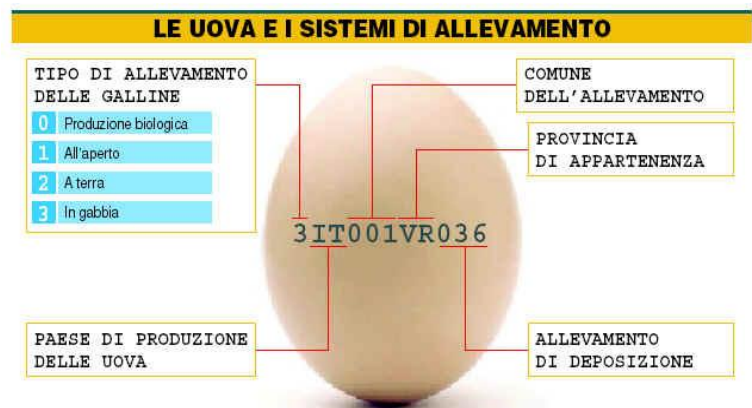 LE UOVA E I SISTEMI DI ALLEVAMENTO
TIPO DI ALLEVAMENTO
DELLE GALLINE
0 Produzione biologica
1 All'aperto
2 A terra
3 In gabbia
COMUNE
DELL'ALLEVAMENTO
PROVINCIA
DI APPARTENENZA
3IT001VR036
PAESE DI PRODUZIONE
DELLE UOVA
ALLEVAMENTO
DI DEPOSIZIONE